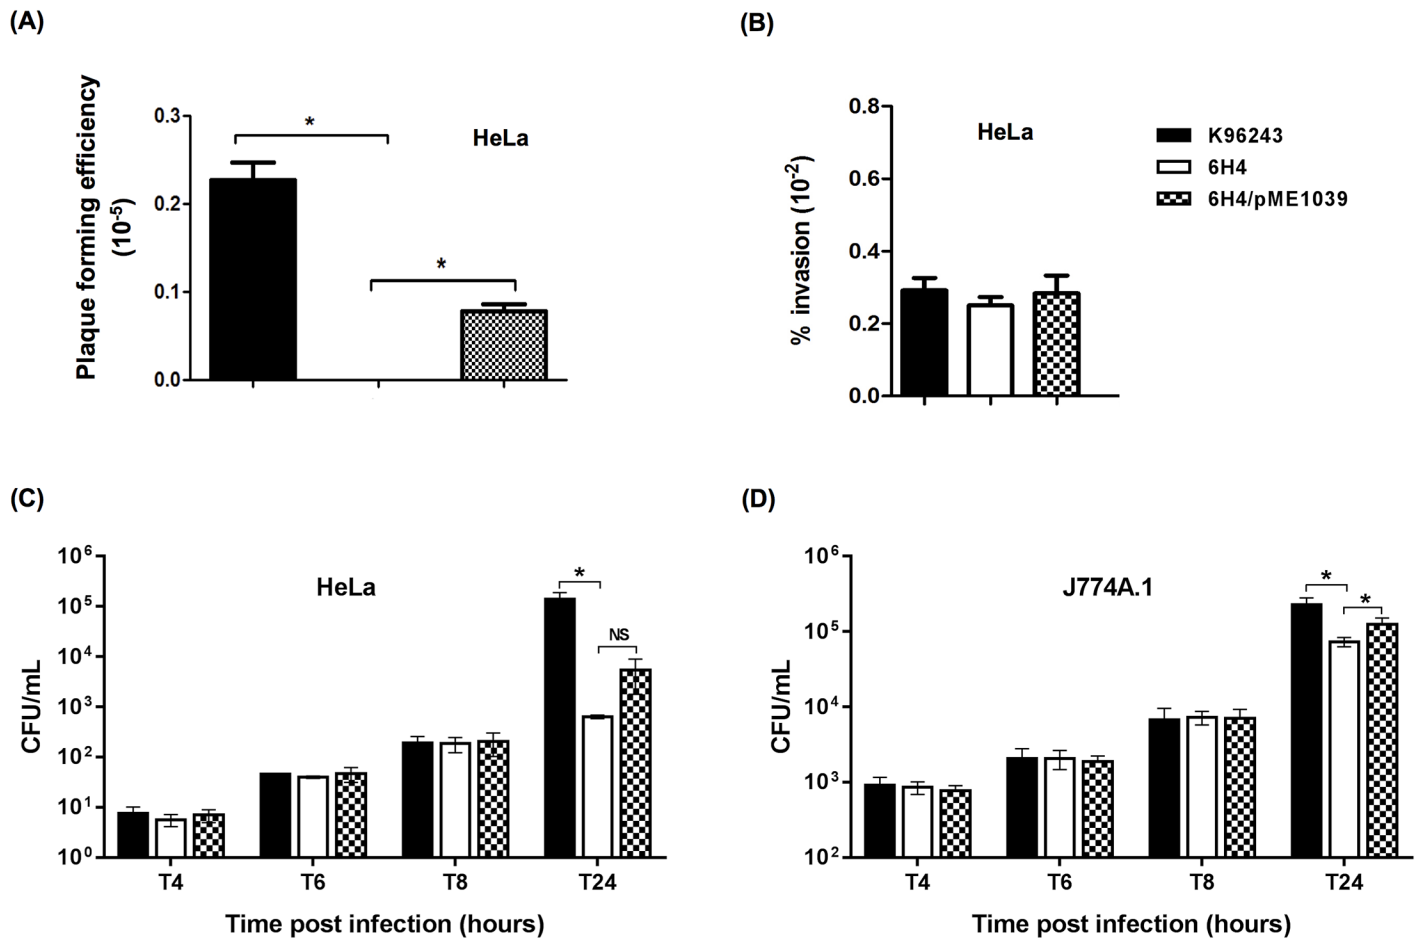 (A)
Plaque forming efficiency
(10⁻⁵)
0.3
0.2
0.1
0.0
*
*
HeLa
(B)
% invasion (10⁻²)
0.8
0.6
0.4
0.2
0.0
HeLa
K96243
6H4
6H4/pME1039
(C)
CFU/mL
10⁶
10⁵
10⁴
10³
10²
10¹
10⁰
HeLa
*
NS
T4 T6 T8 T24
Time post infection (hours)
(D)
CFU/mL
10⁶
10⁵
10⁴
10³
10²
J774A.1
*
*
T4 T6 T8 T24
Time post infection (hours)